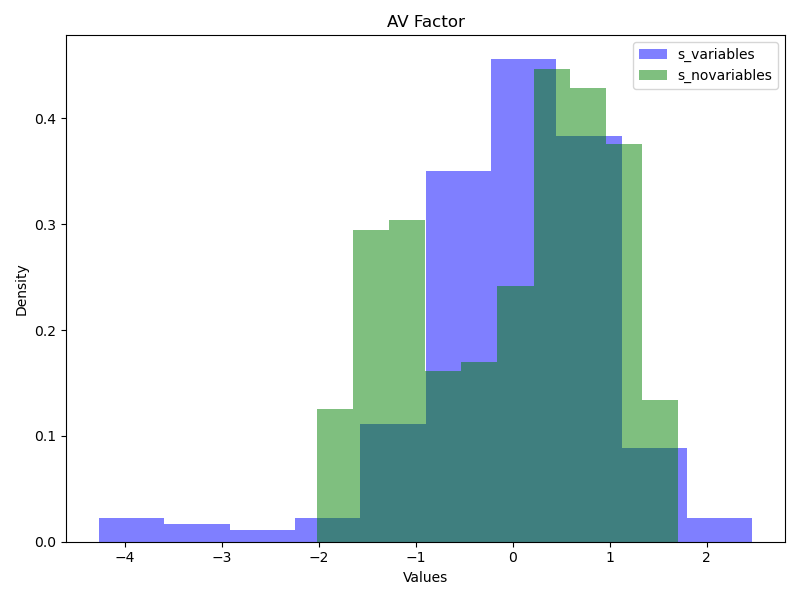 AV Factor
s_variables
s_novariables
Density
0.4
0.3
0.2
0.1
0.0
−4 −3 −2 −1 0 1 2
Values